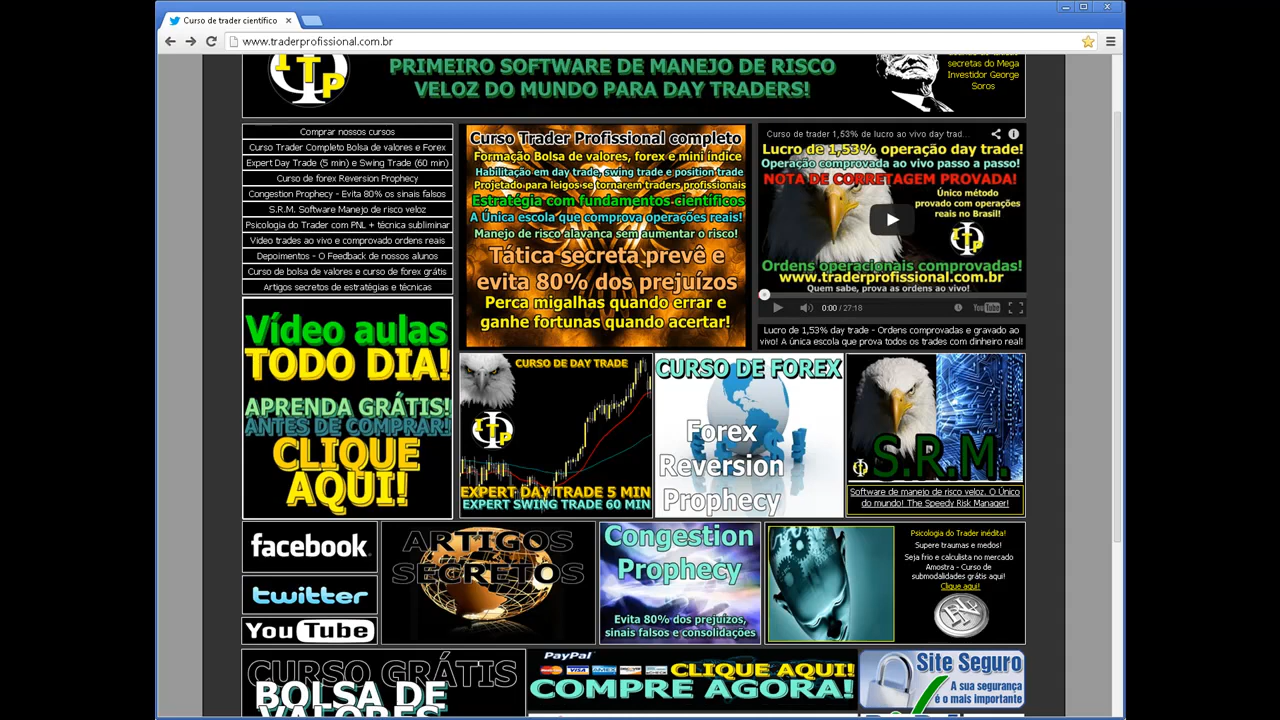 Curso de trader científico
www.traderprofissional.com.br
ITP
PRIMEIRO SOFTWARE DE MANEJO DE RISCO
VELOZ DO MUNDO PARA DAY TRADERS!
secretas do Mega
Investidor George
Soros
Comprar nossos cursos
Curso Trader Completo Bolsa de valores e Forex
Expert Day Trade (5 min) e Swing Trade (60 min)
Curso de forex Reversion Prophecy
Congestion Prophecy - Evita 80% os sinais falsos
S.R.M. Software Manejo de risco veloz
Psicologia do Trader com PNL + técnica subliminar
Video trades ao vivo e comprovado ordens reais
Depoimentos - O Feedback de nossos alunos
Curso de bolsa de valores e curso de forex grátis
Artigos secretos de estratégias e técnicas
Curso Trader Profissional completo
Formação Bolsa de valores, forex e mini índice
Habilitação em day trade, swing trade e position trade
Projetado para leigos se tornarem traders profissionais
Estratégia com fundamentos científicos
A Única escola que comprova operações reais!
Manejo de risco alavanca sem aumentar o risco!
Tática secreta prevê e
evita 80% dos prejuízos
Perca migalhas quando errar e
ganhe fortunas quando acertar!
Curso de trader 1,53% de lucro ao vivo day trad...
Lucro de 1,53% operação day trade!
Operação comprovada ao vivo passo a passo!
NOTA DE CORRETAGEM PROVADA!
Único método
provado com operações
reais no Brasil!
ITP
Ordens operacionais comprovadas!
www.traderprofissional.com.br
Quem sabe, prova as ordens ao vivo!
0:00 / 27:18
YouTube
Lucro de 1,53% day trade - Ordens comprovadas e gravado ao
vivo! A única escola que prova todos os trades com dinheiro real!
Vídeo aulas
TODO DIA!
APRENDA GRÁTIS!
ANTES DE COMPRAR!
CLIQUE
AQUI!
CURSO DE DAY TRADE
ITP
EXPERT DAY TRADE 5 MIN
EXPERT SWING TRADE 60 MIN
CURSO DE FOREX
Forex
Reversion
Prophecy
ITP
S.R.M.
Software de manejo de risco veloz. O Único
do mundo! The Speedy Risk Manager!
facebook
twitter
YouTube
ARTIGOS
SECRETOS
Congestion
Prophecy
Evita 80% dos prejuízos,
sinais falsos e consolidações
Psicologia do Trader inédita!
Supere traumas e medos!
Seja frio e calculista no mercado
Amostra - Curso de
submodalidades grátis aqui!
Clique aqui!
CURSO GRÁTIS
BOLSA DE
VALORES
PayPal
VISA
CLIQUE AQUI!
COMPRE AGORA!
Site Seguro
A sua segurança
é o mais importante